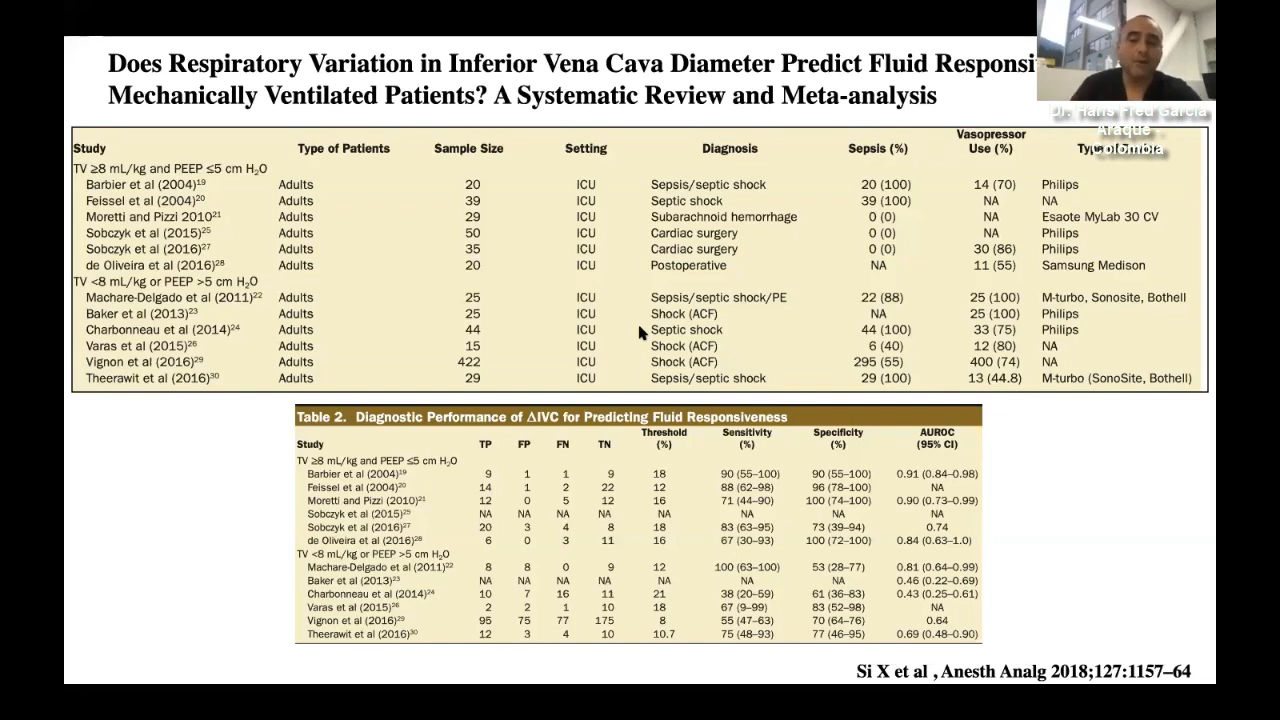 Does Respiratory Variation in Inferior Vena Cava Diameter Predict Fluid Responsi
Mechanically Ventilated Patients? A Systematic Review and Meta-analysis
Dr. Hans Fred Garcia
Araque -
Colombia
Study Type of Patients Sample Size Setting Diagnosis Sepsis (%) Vasopressor Use (%)
TV ≥8 mL/kg and PEEP ≤5 cm H₂O
Barbier et al (2004)¹⁹ Adults 20 ICU Sepsis/septic shock 20 (100) 14 (70) Philips
Feissel et al (2004)²⁰ Adults 39 ICU Septic shock 39 (100) NA NA
Moretti and Pizzi 2010²¹ Adults 29 ICU Subarachnoid hemorrhage 0 (0) NA Esaote MyLab 30 CV
Sobczyk et al (2015)²⁵ Adults 50 ICU Cardiac surgery 0 (0) NA Philips
Sobczyk et al (2016)²⁷ Adults 35 ICU Cardiac surgery 0 (0) 30 (86) Philips
de Oliveira et al (2016)²⁸ Adults 20 ICU Postoperative NA 11 (55) Samsung Medison
TV <8 mL/kg or PEEP >5 cm H₂O
Machare-Delgado et al (2011)²² Adults 25 ICU Sepsis/septic shock/PE 22 (88) 25 (100) M-turbo, Sonosite, Bothell
Baker et al (2013)²³ Adults 25 ICU Shock (ACF) NA 25 (100) Philips
Charbonneau et al (2014)²⁴ Adults 44 ICU Septic shock 44 (100) 33 (75) Philips
Varas et al (2015)²⁶ Adults 15 ICU Shock (ACF) 6 (40) 12 (80) NA
Vignon et al (2016)²⁹ Adults 422 ICU Shock (ACF) 295 (55) 400 (74) NA
Theerawit et al (2016)³⁰ Adults 29 ICU Sepsis/septic shock 29 (100) 13 (44.8) M-turbo (SonoSite, Bothell)
Table 2. Diagnostic Performance of ΔIVC for Predicting Fluid Responsiveness
Study TP FP FN TN Threshold (%) Sensitivity (%) Specificity (%) AUROC (95% CI)
TV ≥8 mL/kg and PEEP ≤5 cm H₂O
Barbier et al (2004)¹⁹ 9 1 1 9 18 90 (55–100) 90 (55–100) 0.91 (0.84–0.98)
Feissel et al (2004)²⁰ 14 1 2 22 12 88 (62–98) 96 (78–100) NA
Moretti and Pizzi (2010)²¹ 12 0 5 12 16 71 (44–90) 100 (74–100) 0.90 (0.73–0.99)
Sobczyk et al (2015)²⁵ NA NA NA NA NA NA NA NA
Sobczyk et al (2016)²⁷ 20 3 4 8 18 83 (63–95) 73 (39–94) 0.74
de Oliveira et al (2016)²⁸ 6 0 3 11 16 67 (30–93) 100 (72–100) 0.84 (0.63–1.0)
TV <8 mL/kg or PEEP >5 cm H₂O
Machare-Delgado et al (2011)²² 8 8 0 9 12 100 (63–100) 53 (28–77) 0.81 (0.64–0.99)
Baker et al (2013)²³ NA NA NA NA NA NA NA 0.46 (0.22–0.69)
Charbonneau et al (2014)²⁴ 10 7 16 11 21 38 (20–59) 61 (36–83) 0.43 (0.25–0.61)
Varas et al (2015)²⁶ 2 2 1 10 18 67 (9–99) 83 (52–98) NA
Vignon et al (2016)²⁹ 95 75 77 175 8 55 (47–63) 70 (64–76) 0.64
Theerawit et al (2016)³⁰ 12 3 4 10 10.7 75 (48–93) 77 (46–95) 0.69 (0.48–0.90)
Si X et al , Anesth Analg 2018;127:1157–64